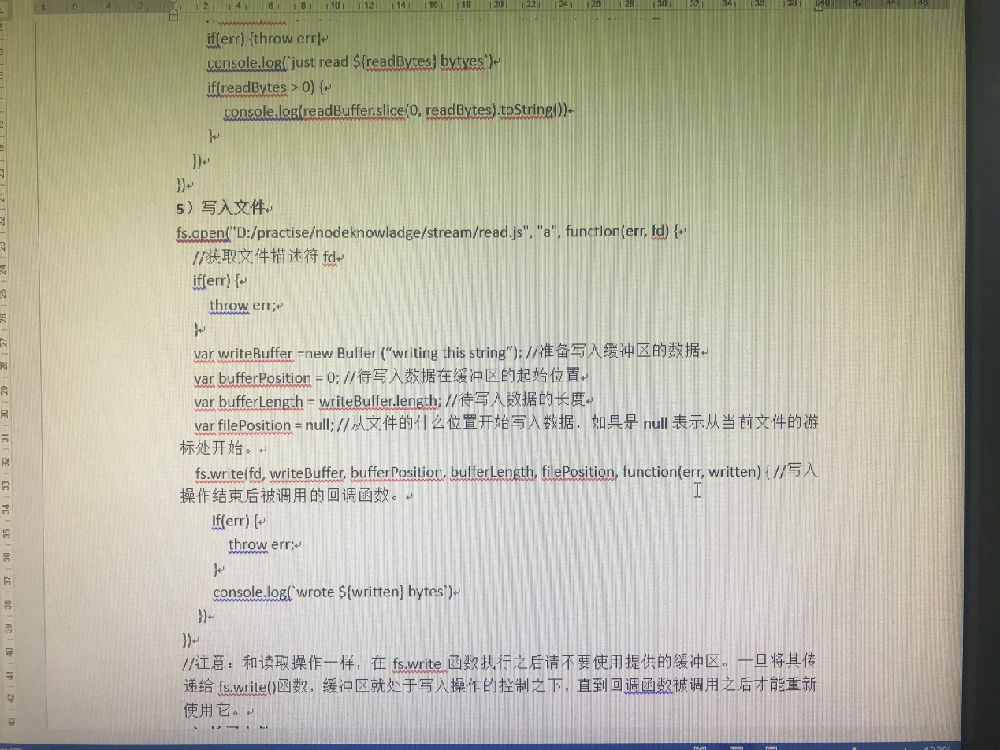 if(err) {throw err}
console.log(`just read ${readBytes} bytyes`)
if(readBytes > 0) {
console.log(readBuffer.slice(0, readBytes).toString())
}
})
})
5）写入文件
fs.open("D:/practise/nodeknowladge/stream/read.js", "a", function(err, fd) {
//获取文件描述符 fd
if(err) {
throw err;
}
var writeBuffer =new Buffer (“writing this string”); //准备写入缓冲区的数据
var bufferPosition = 0; //待写入数据在缓冲区的起始位置
var bufferLength = writeBuffer.length; //待写入数据的长度
var filePosition = null; //从文件的什么位置开始写入数据，如果是 null 表示从当前文件的游
标处开始。
fs.write(fd, writeBuffer, bufferPosition, bufferLength, filePosition, function(err, written) { //写入
操作结束后被调用的回调函数。
if(err) {
throw err;
}
console.log(`wrote ${written} bytes`)
})
})
//注意：和读取操作一样，在 fs.write 函数执行之后请不要使用提供的缓冲区。一旦将其传
递给 fs.write()函数，缓冲区就处于写入操作的控制之下，直到回调函数被调用之后才能重新
使用它。